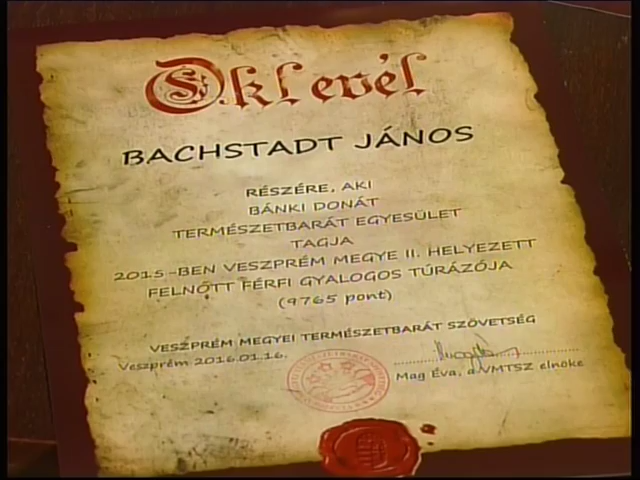 Oklevél
BACHSTADT JÁNOS
RÉSZÉRE, AKI
BÁNKI DONÁT
TERMÉSZETBARÁT EGYESÜLET
TAGJA
2015-BEN VESZPRÉM MEGYE II. HELYEZETT
FELNŐTT FÉRFI GYALOGOS TÚRÁZÓJA
(9765 pont)
VESZPRÉM MEGYEI TERMÉSZETBARÁT SZÖVETSÉG
Veszprém 2016.01.16.
Mag Éva, a VMTSZ elnöke